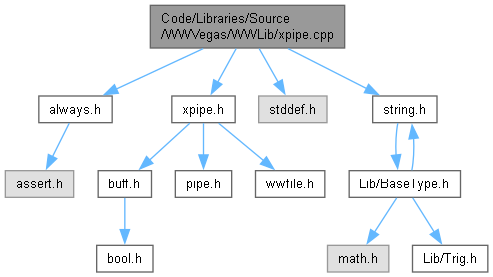 Code/Libraries/Source
/WWVegas/WWLib/xpipe.cpp
always.h
xpipe.h
stddef.h
string.h
assert.h
buff.h
pipe.h
wwfile.h
Lib/BaseType.h
bool.h
math.h
Lib/Trig.h